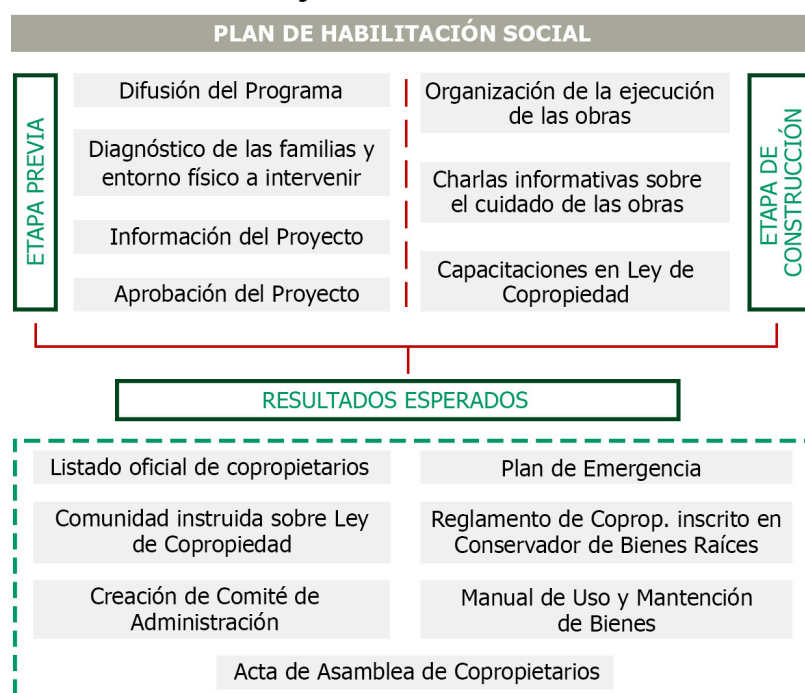 PLAN DE HABILITACIÓN SOCIAL
ETAPA PREVIA
Difusión del Programa
Diagnóstico de las familias y
entorno físico a intervenir
Información del Proyecto
Aprobación del Proyecto
Organización de la ejecución
de las obras
Charlas informativas sobre
el cuidado de las obras
Capacitaciones en Ley de
Copropiedad
ETAPA DE
CONSTRUCCIÓN
RESULTADOS ESPERADOS
Listado oficial de copropietarios
Comunidad instruida sobre Ley
de Copropiedad
Creación de Comité de
Administración
Plan de Emergencia
Reglamento de Coprop. inscrito en
Conservador de Bienes Raíces
Manual de Uso y Mantención
de Bienes
Acta de Asamblea de Copropietarios